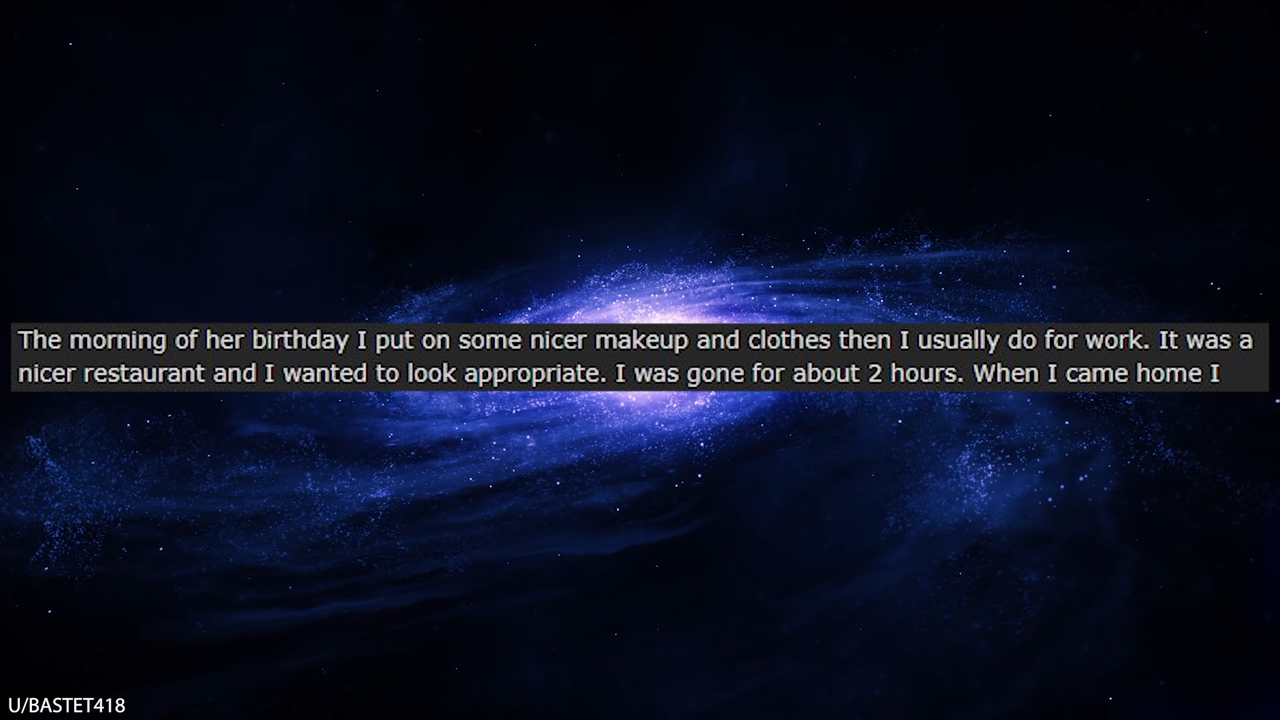 The morning of her birthday I put on some nicer makeup and clothes then I usually do for work. It was a
nicer restaurant and I wanted to look appropriate. I was gone for about 2 hours. When I came home I
U/BASTET418